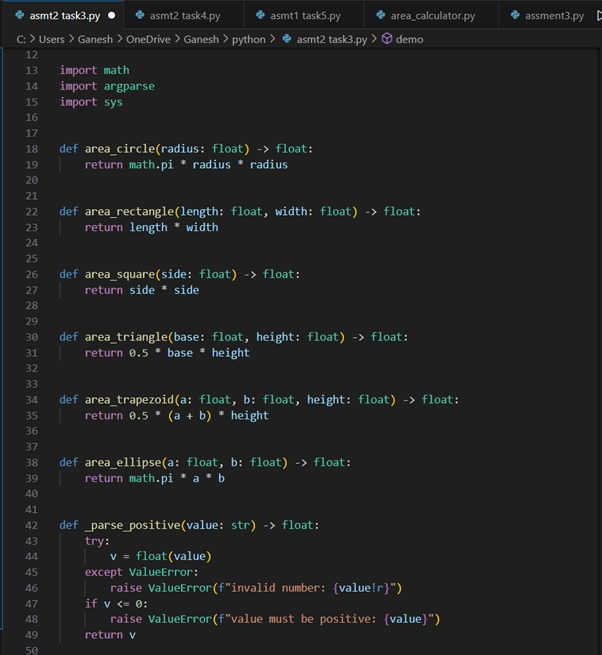 asmt2 task3.py ● asmt2 task4.py asmt1 task5.py area_calculator.py assment3.py
C: > Users > Ganesh > OneDrive > Ganesh > python > asmt2 task3.py > demo
12
13 import math
14 import argparse
15 import sys
16
17
18 def area_circle(radius: float) -> float:
19     return math.pi * radius * radius
20
21
22 def area_rectangle(length: float, width: float) -> float:
23     return length * width
24
25
26 def area_square(side: float) -> float:
27     return side * side
28
29
30 def area_triangle(base: float, height: float) -> float:
31     return 0.5 * base * height
32
33
34 def area_trapezoid(a: float, b: float, height: float) -> float:
35     return 0.5 * (a + b) * height
36
37
38 def area_ellipse(a: float, b: float) -> float:
39     return math.pi * a * b
40
41
42 def _parse_positive(value: str) -> float:
43     try:
44         v = float(value)
45     except ValueError:
46         raise ValueError(f"invalid number: {value!r}")
47     if v <= 0:
48         raise ValueError(f"value must be positive: {value}")
49     return v
50